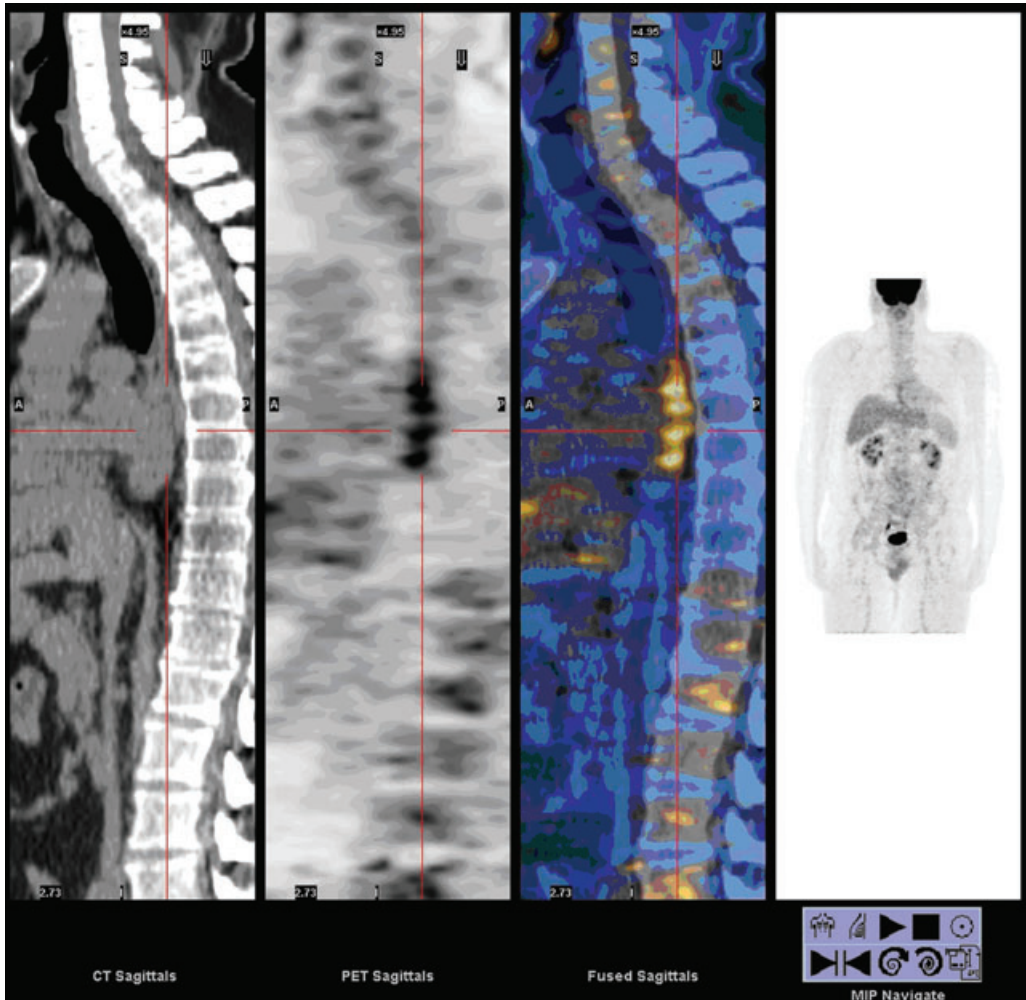 ×4.95
×4.95
×4.95
S
S
S
A
P
A
P
A
P
2.73
I
2.73
I
2.73
I
CT Sagittals
PET Sagittals
Fused Sagittals
MIP Navigate